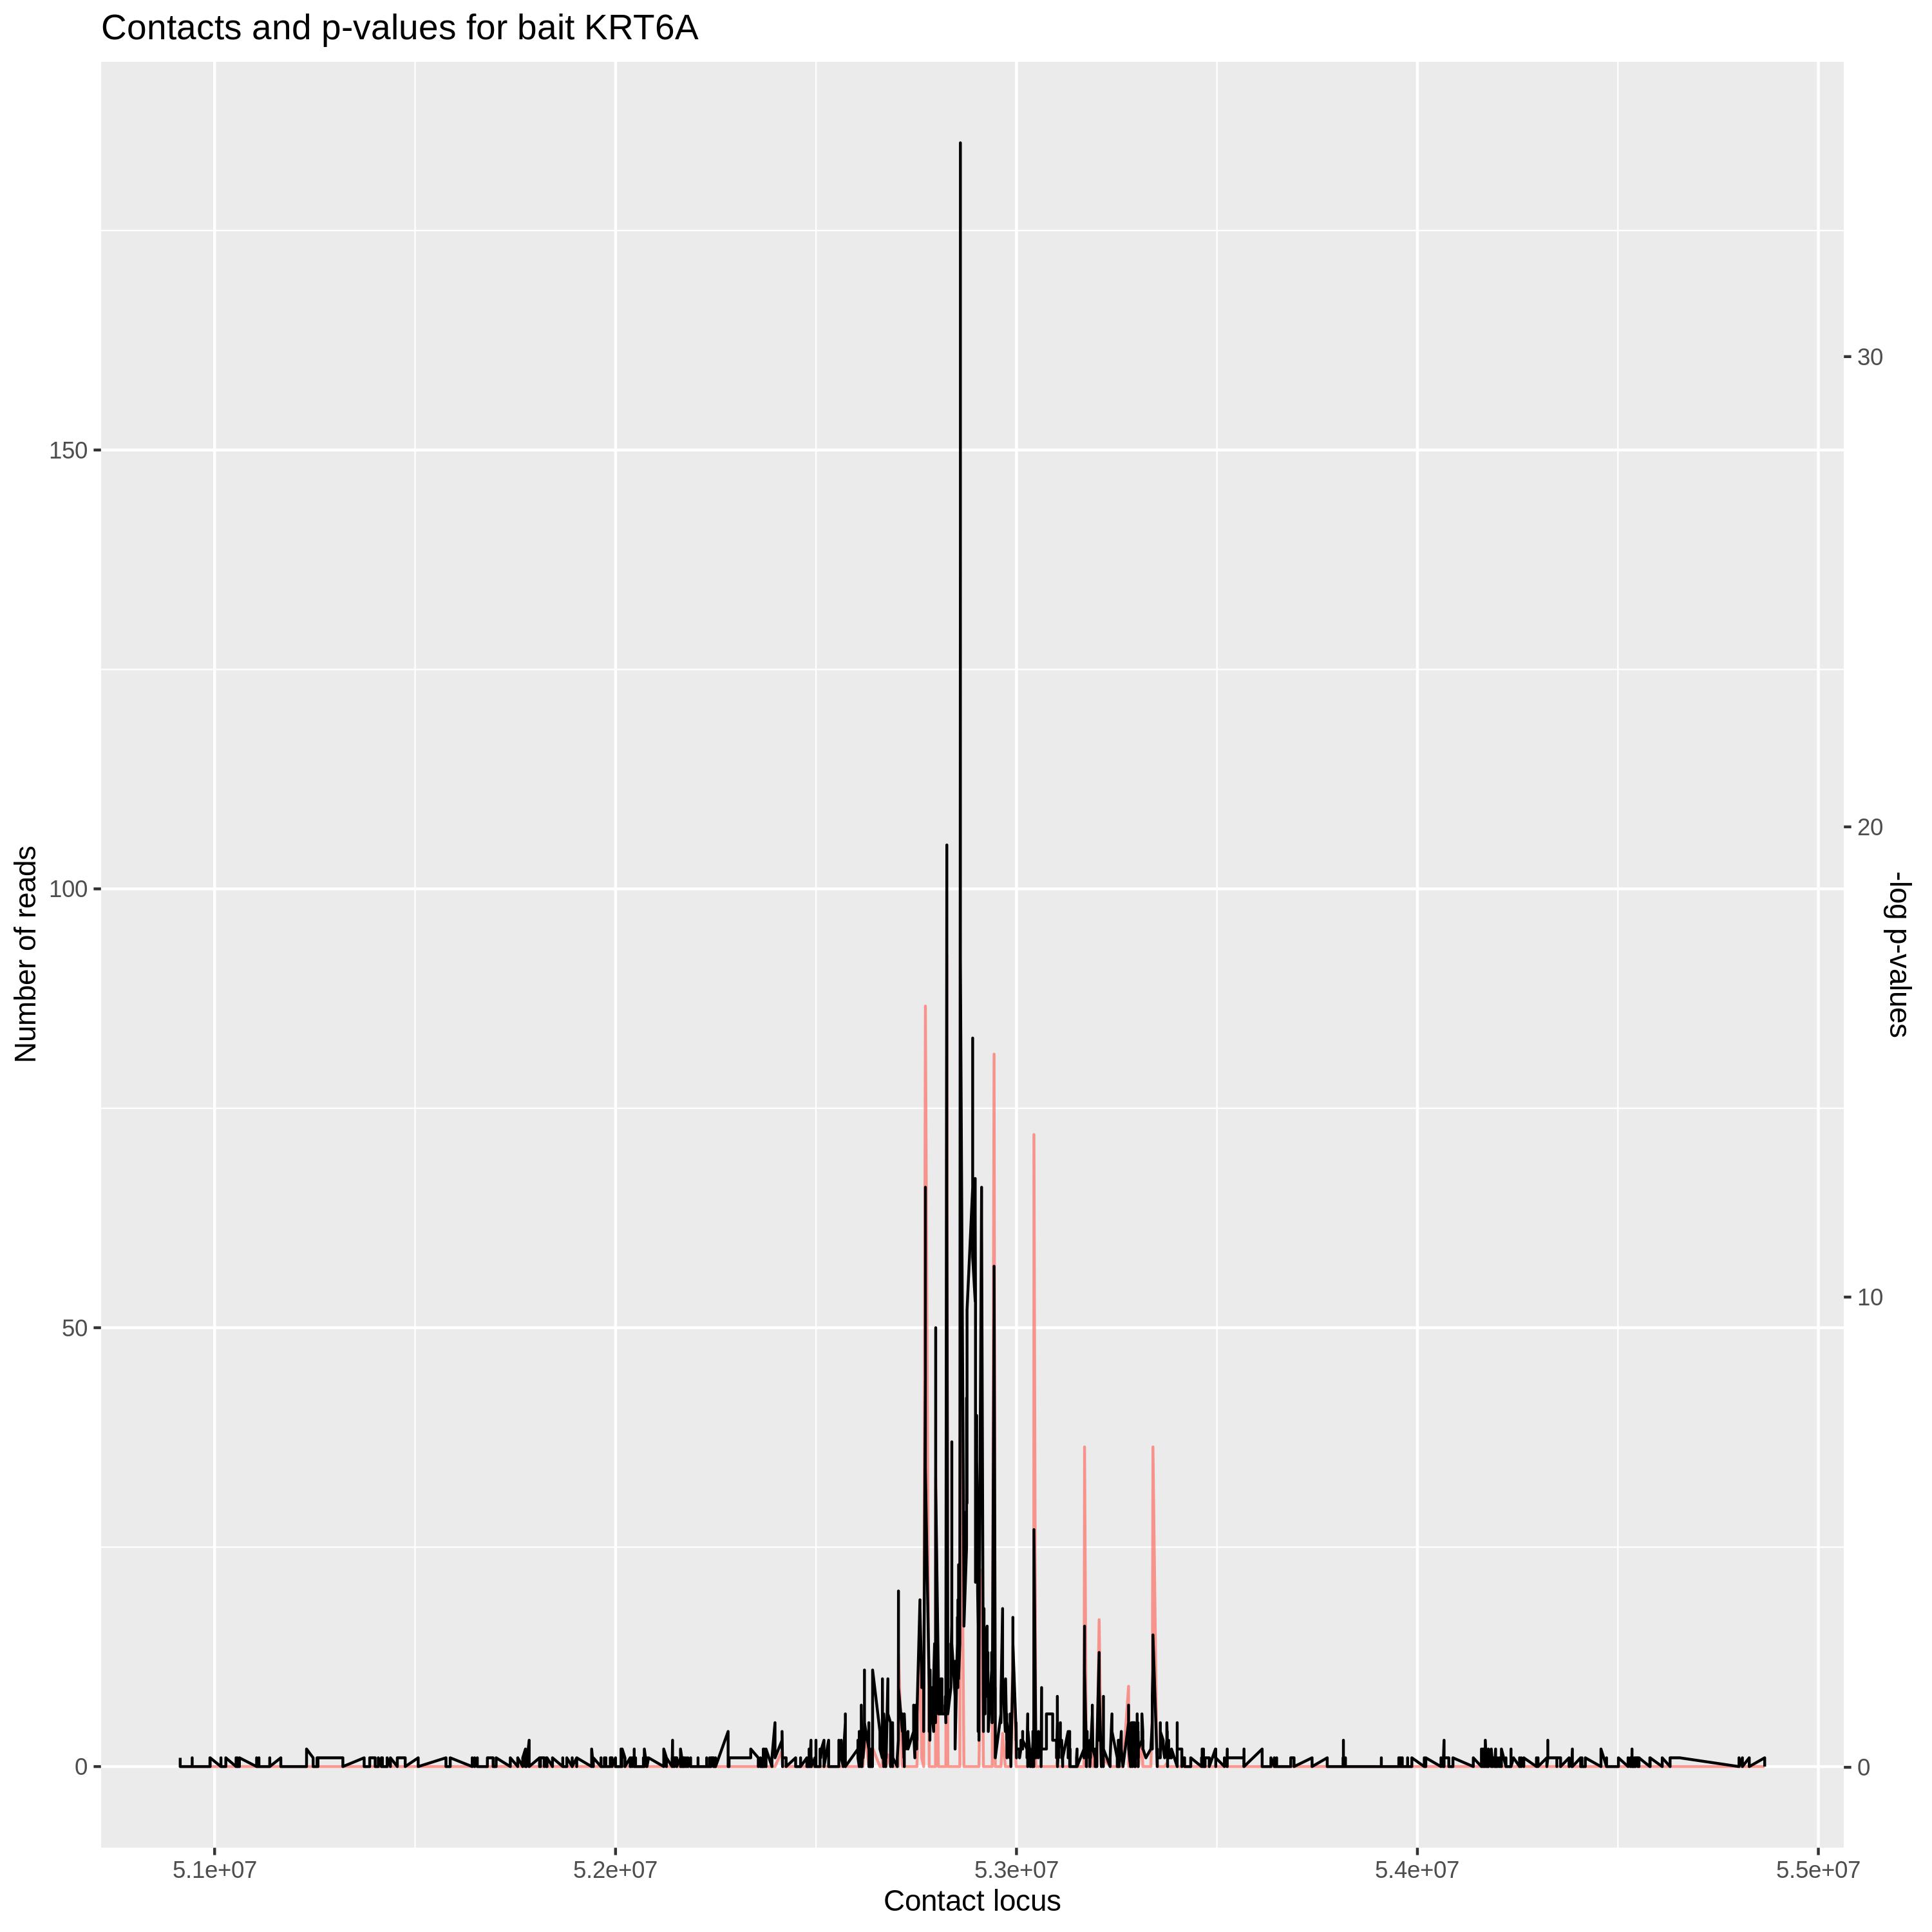 Contacts and p-values for bait KRT6A
Number of reads
150
100
50
0
30
20
10
0
-log p-values
5.1e+07
5.2e+07
5.3e+07
5.4e+07
5.5e+07
Contact locus